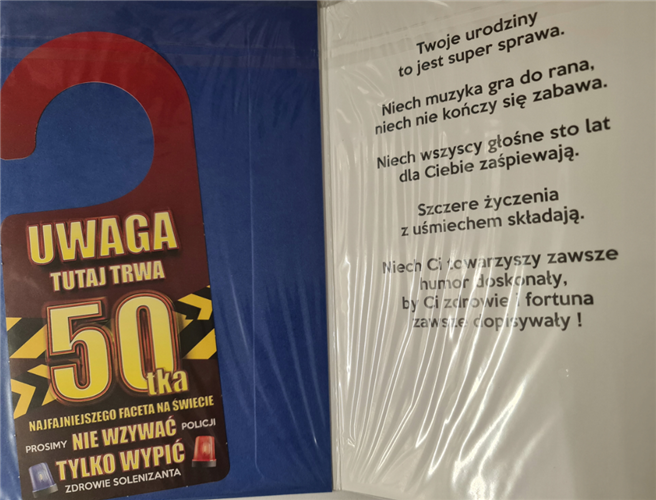 UWAGA
TUTAJ TRWA
50tka
NAJFAJNIEJSZEGO FACETA NA ŚWIECIE
PROSIMY NIE WZYWAĆ POLICJI
TYLKO WYPIĆ
ZDROWIE SOLENIZANTA
Twoje urodziny
to jest super sprawa.
Niech muzyka gra do rana,
niech nie kończy się zabawa.
Niech wszyscy głośne sto lat
dla Ciebie zaśpiewają.
Szczere życzenia
z uśmiechem składają.
Niech Ci towarzyszy zawsze
humor doskonały,
by Ci zdrowie i fortuna
zawsze dopisywały !